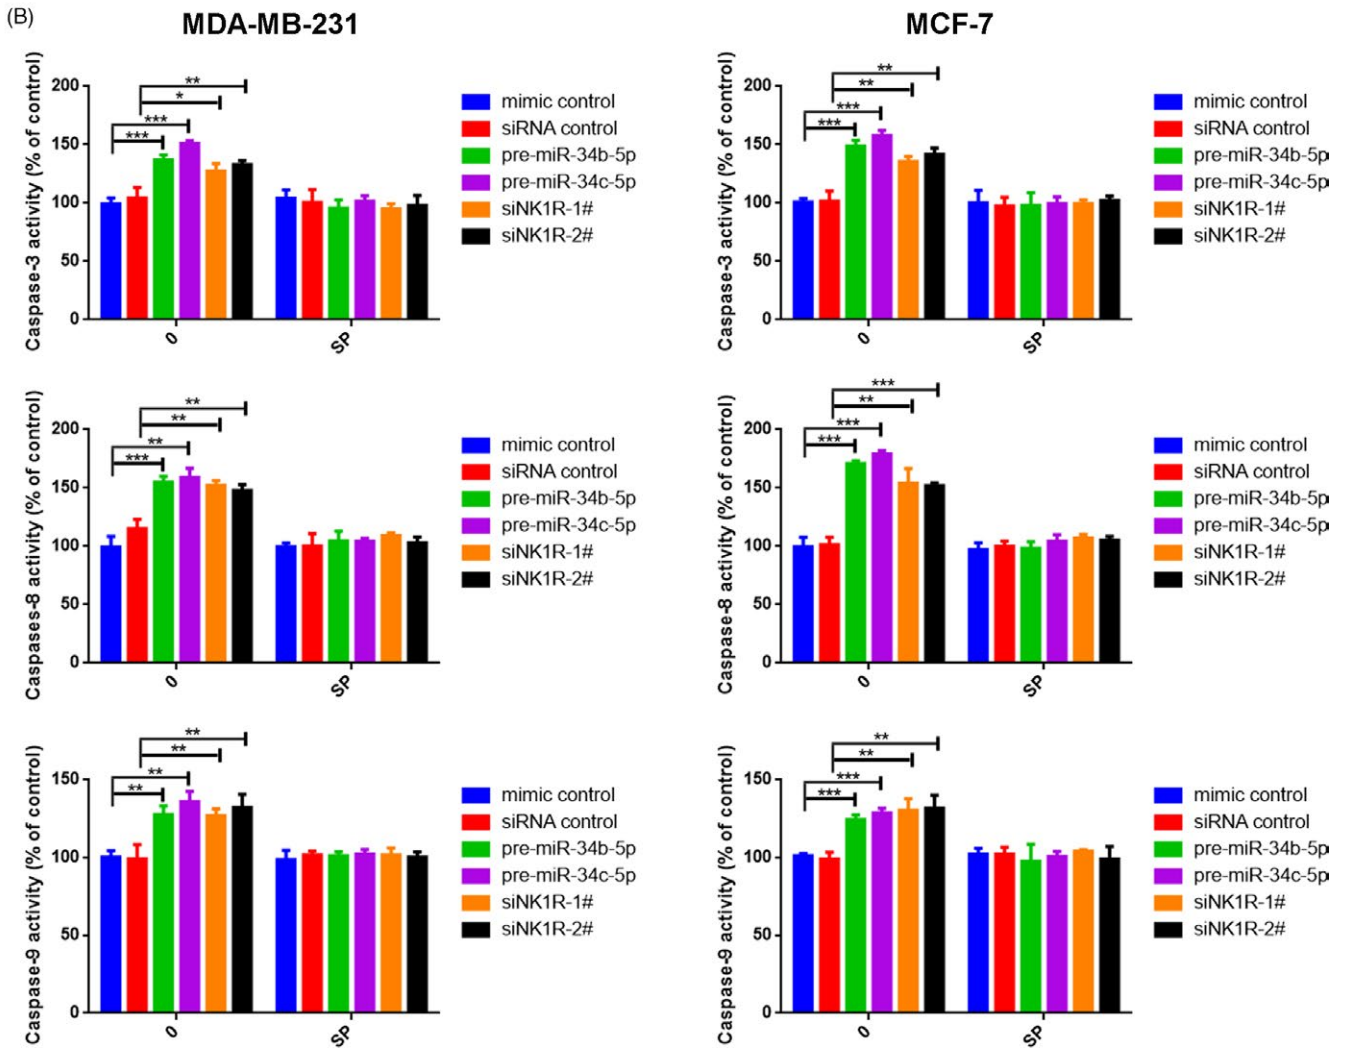 (B)
MDA-MB-231
MCF-7
Caspase-3 activity (% of control)
200
150
100
50
0
**
*
***
***
0
SP
mimic control
siRNA control
pre-miR-34b-5p
pre-miR-34c-5p
siNK1R-1#
siNK1R-2#
Caspase-3 activity (% of control)
200
150
100
50
0
**
**
***
***
0
SP
mimic control
siRNA control
pre-miR-34b-5p
pre-miR-34c-5p
siNK1R-1#
siNK1R-2#
Caspases-8 activity (% of control)
200
150
100
50
0
**
**
**
***
0
SP
mimic control
siRNA control
pre-miR-34b-5p
pre-miR-34c-5p
siNK1R-1#
siNK1R-2#
Caspase-8 activity (% of control)
200
150
100
50
0
***
**
***
***
0
SP
mimic control
siRNA control
pre-miR-34b-5p
pre-miR-34c-5p
siNK1R-1#
siNK1R-2#
Caspase-9 activity (% of control)
150
100
50
0
**
**
**
**
0
SP
mimic control
siRNA control
pre-miR-34b-5p
pre-miR-34c-5p
siNK1R-1#
siNK1R-2#
Caspase-9 activity (% of control)
150
100
50
0
**
**
***
***
0
SP
mimic control
siRNA control
pre-miR-34b-5p
pre-miR-34c-5p
siNK1R-1#
siNK1R-2#